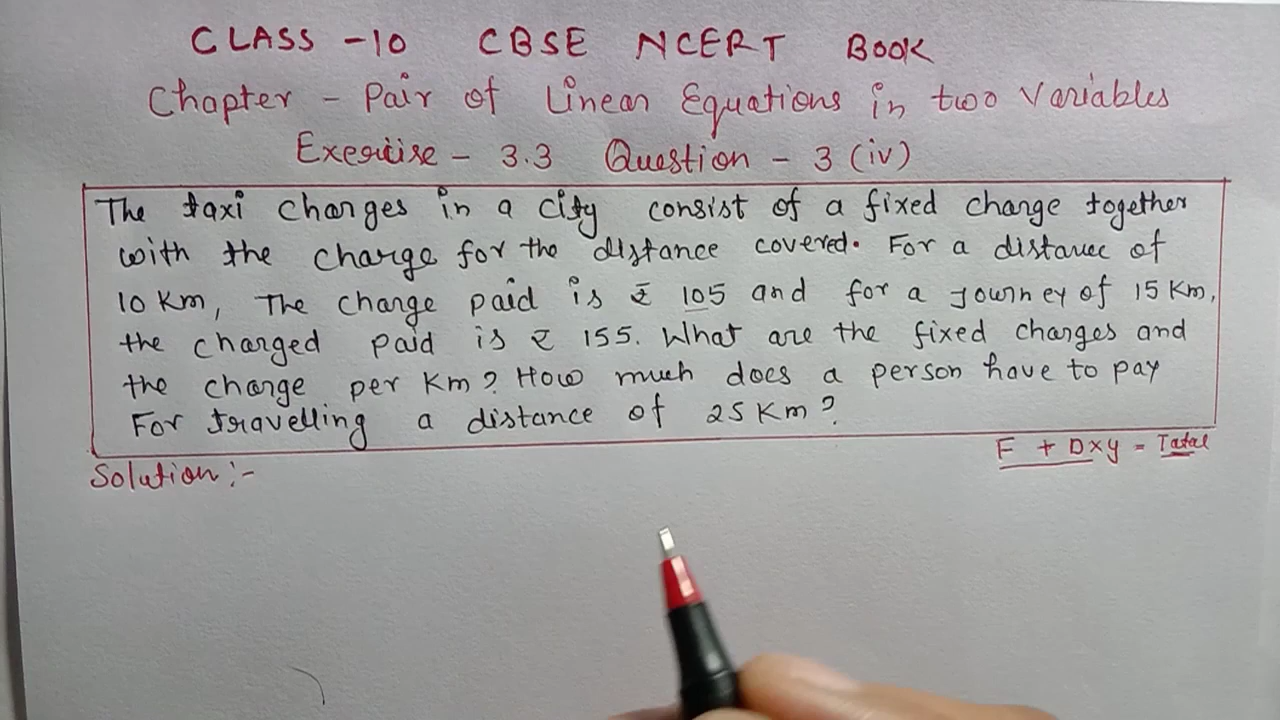 CLASS -10 CBSE NCERT BOOK
Chapter - Pair of Linear Equations in two Variables
Exercise - 3.3 Question - 3 (iv)
The taxi charges in a city consist of a fixed charge together
with the charge for the distance covered. For a distance of
10 Km, The charge paid is ₹ 105 and for a journey of 15 Km,
the charged paid is ₹ 155. What are the fixed charges and
the charge per Km? How much does a person have to pay
For travelling a distance of 25 Km?
F + D×y = Total
Solution :-